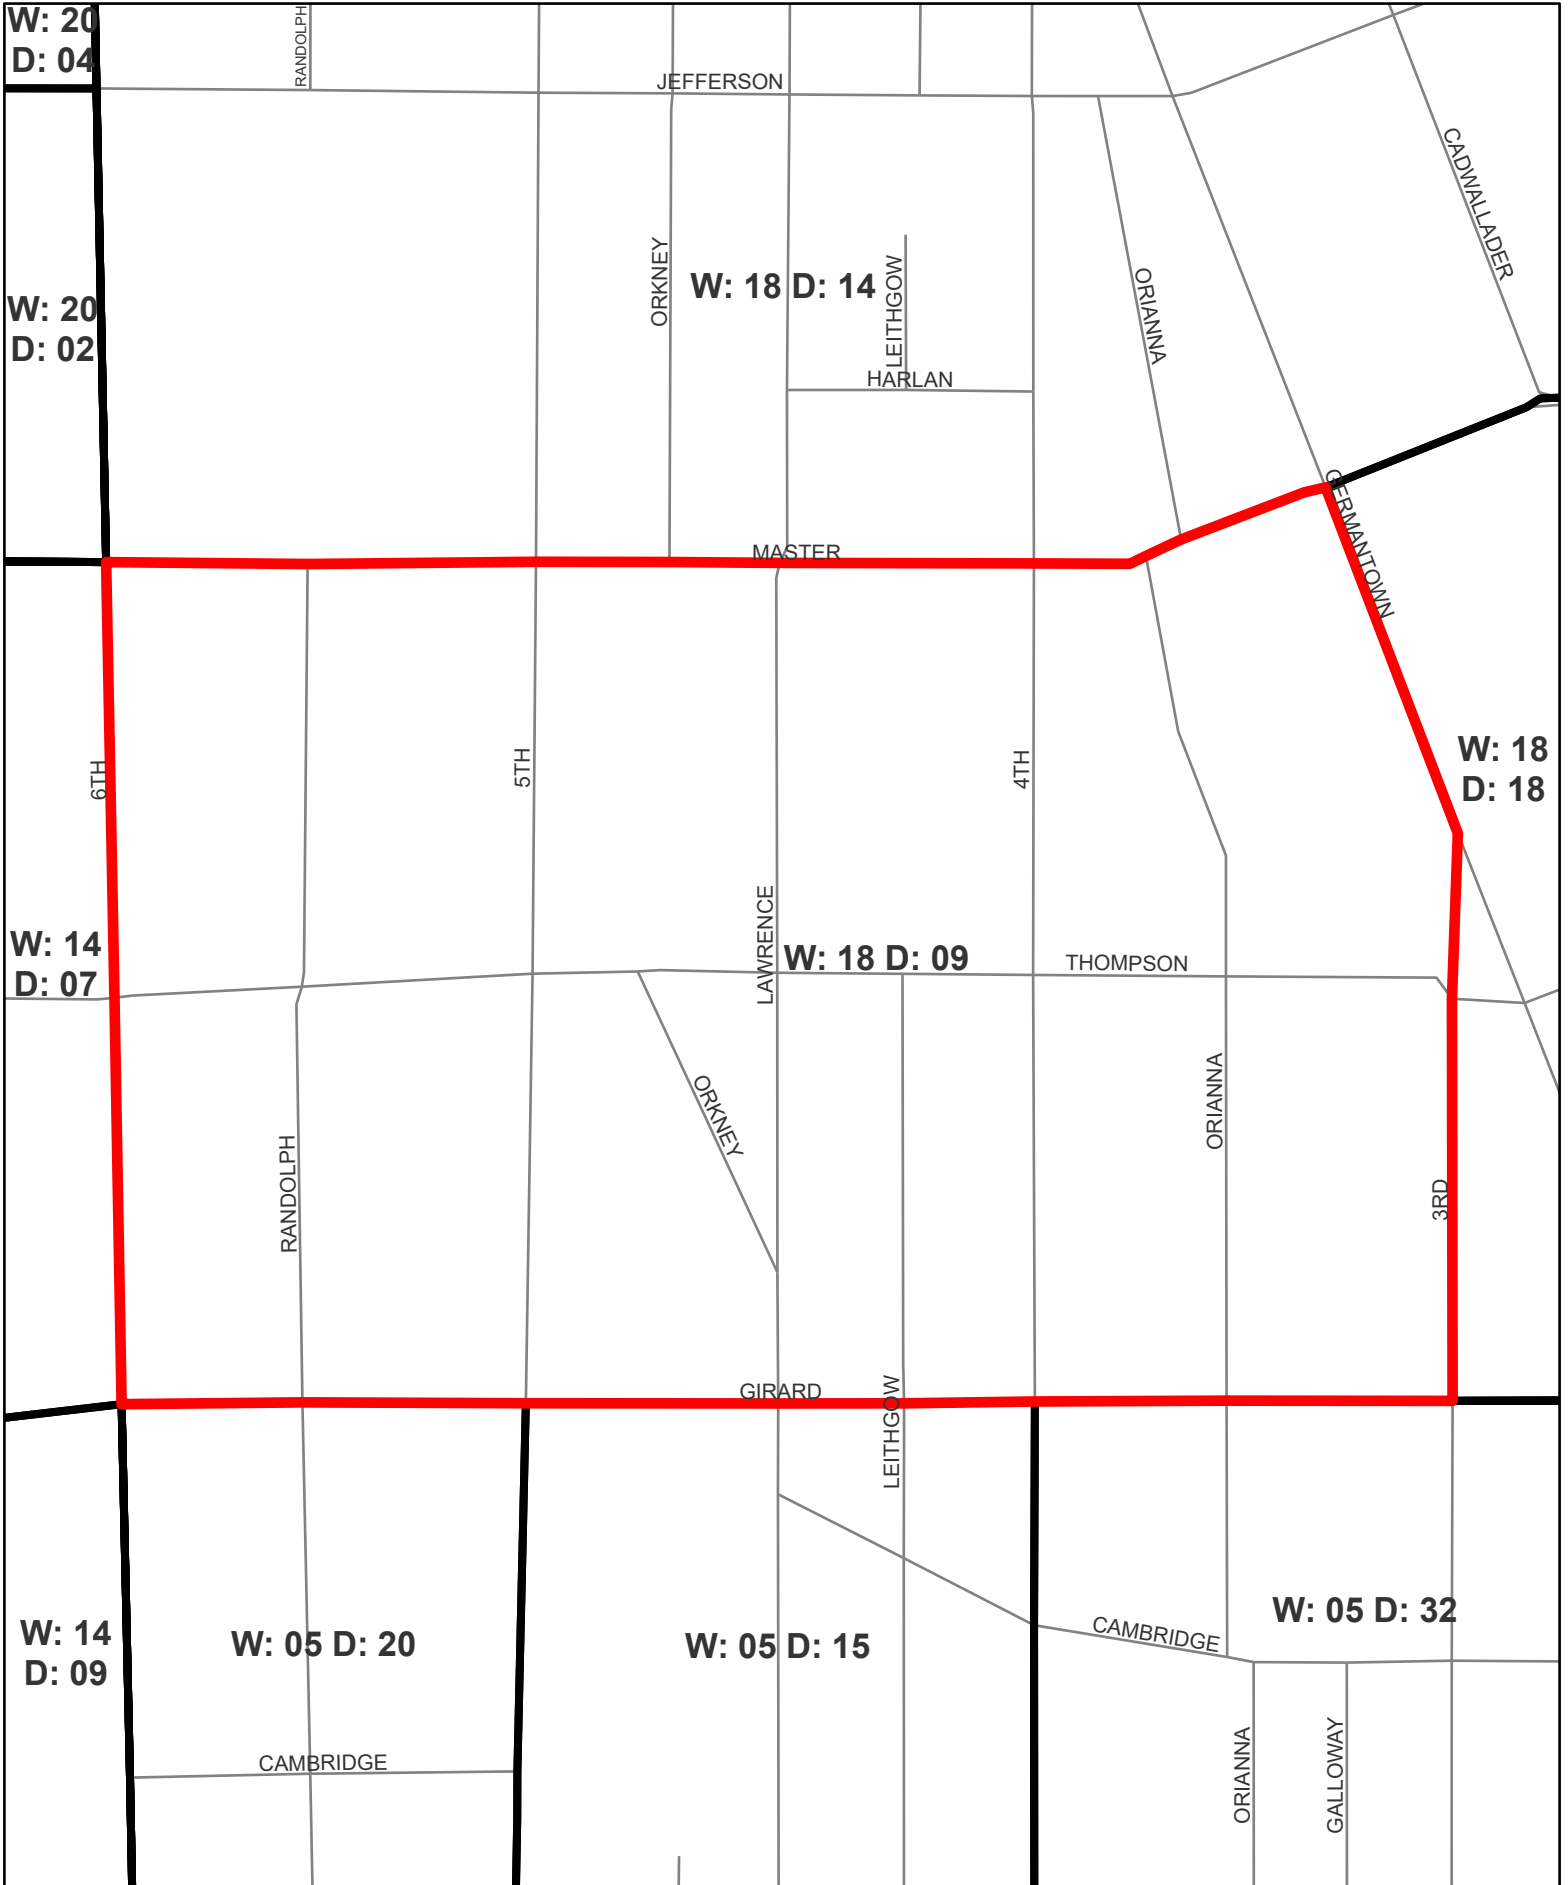 W: 20
D: 04
RANDOLPH
JEFFERSON
CADWALLADER
ORKNEY
W: 18 D: 14
LEITHGOW
ORIANNA
W: 20
D: 02
HARLAN
GERMANTOWN
MASTER
6TH
5TH
4TH
W: 18
D: 18
LAWRENCE
W: 14
D: 07
W: 18 D: 09
THOMPSON
ORKNEY
ORIANNA
RANDOLPH
3RD
GIRARD
LEITHGOW
W: 14
D: 09
W: 05 D: 20
W: 05 D: 15
CAMBRIDGE
W: 05 D: 32
CAMBRIDGE
ORIANNA
GALLOWAY